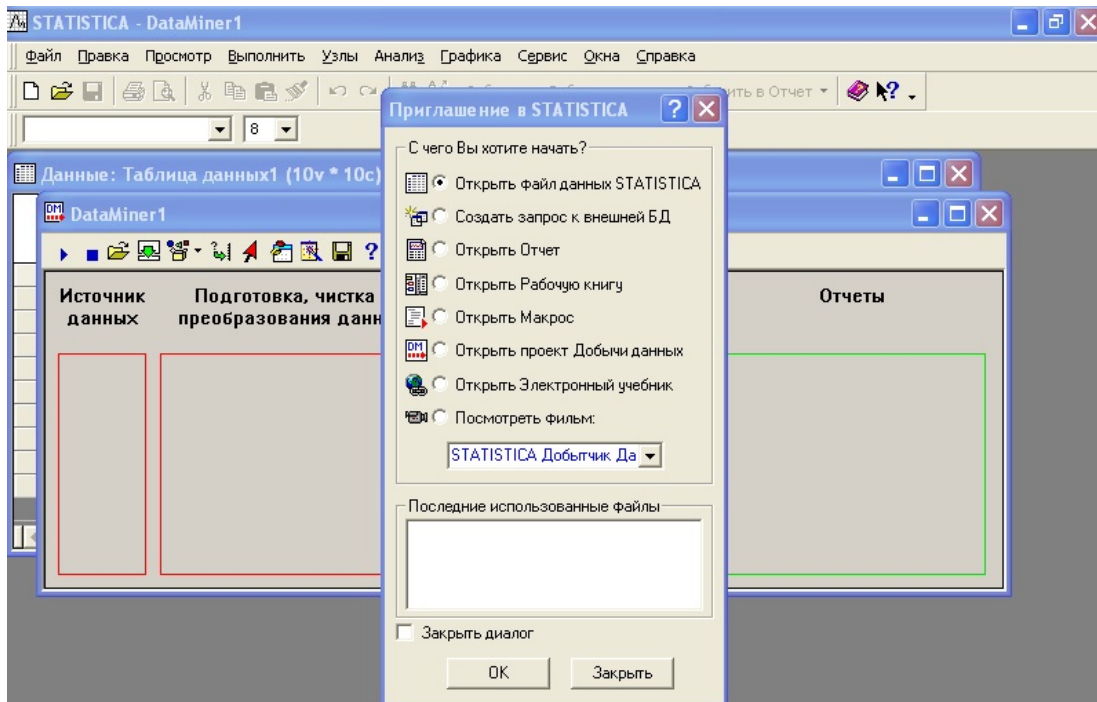 STATISTICA - DataMiner1
Файл Правка Просмотр Выполнить Узлы Анализ Графика Сервис Окна Справка
в Отчет
8
Приглашение в STATISTICA
С чего Вы хотите начать?
Открыть файл данных STATISTICA
Создать запрос к внешней БД
Открыть Отчет
Открыть Рабочую книгу
Открыть Макрос
Открыть проект Добычи данных
Открыть Электронный учебник
Посмотреть фильм:
STATISTICA Добытчик Да
Последние использованные файлы
Закрыть диалог
ОК Закрыть
Данные: Таблица данных1 (10v * 10c)
DataMiner1
Источник
данных
Подготовка, чистка
преобразования данн
Отчеты